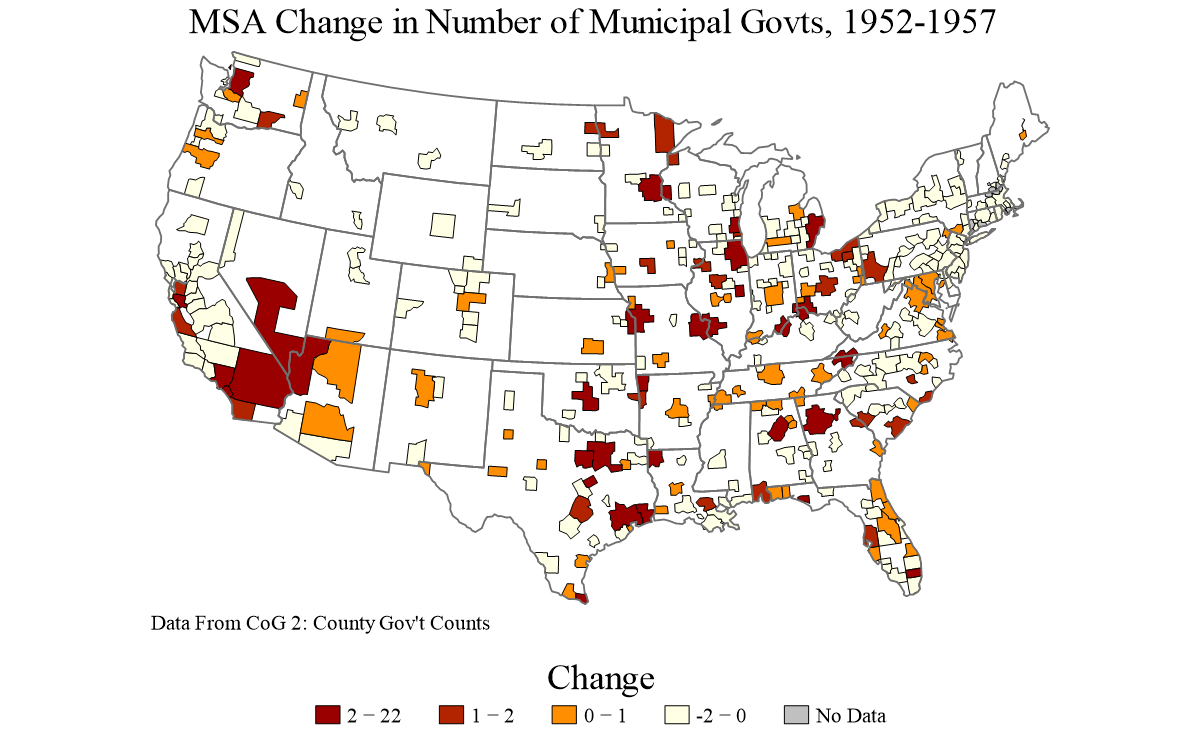 MSA Change in Number of Municipal Govts, 1952-1957
Data From CoG 2: County Gov't Counts
Change
2 − 22
1 − 2
0 − 1
-2 − 0
No Data